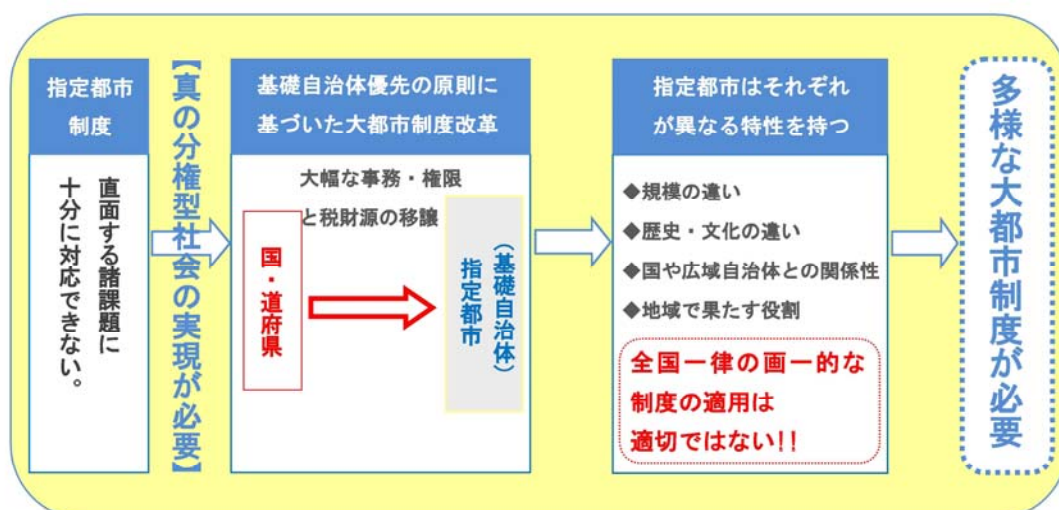 指定都市
制度
直面する諸課題に
十分に対応できない。
【真の分権型社会の実現が必要】
基礎自治体優先の原則に
基づいた大都市制度改革
大幅な事務・権限
と税財源の移譲
国・道府県
（基礎自治体）
指定都市
指定都市はそれぞれ
が異なる特性を持つ
◆規模の違い
◆歴史・文化の違い
◆国や広域自治体との関係性
◆地域で果たす役割
全国一律の画一的な
制度の適用は
適切ではない!!
多様な大都市制度が必要